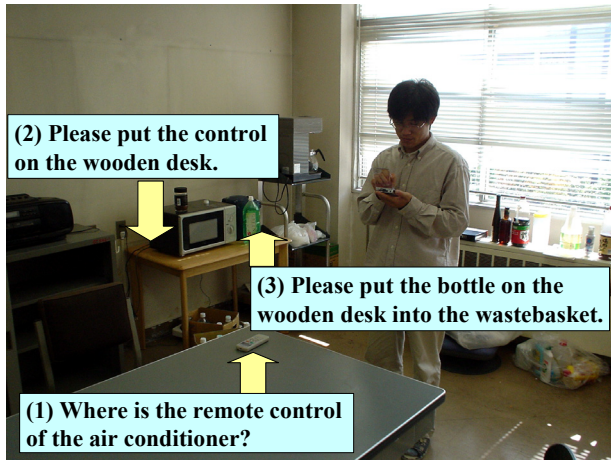 (2) Please put the control
on the wooden desk.
(3) Please put the bottle on the
wooden desk into the wastebasket.
(1) Where is the remote control
of the air conditioner?